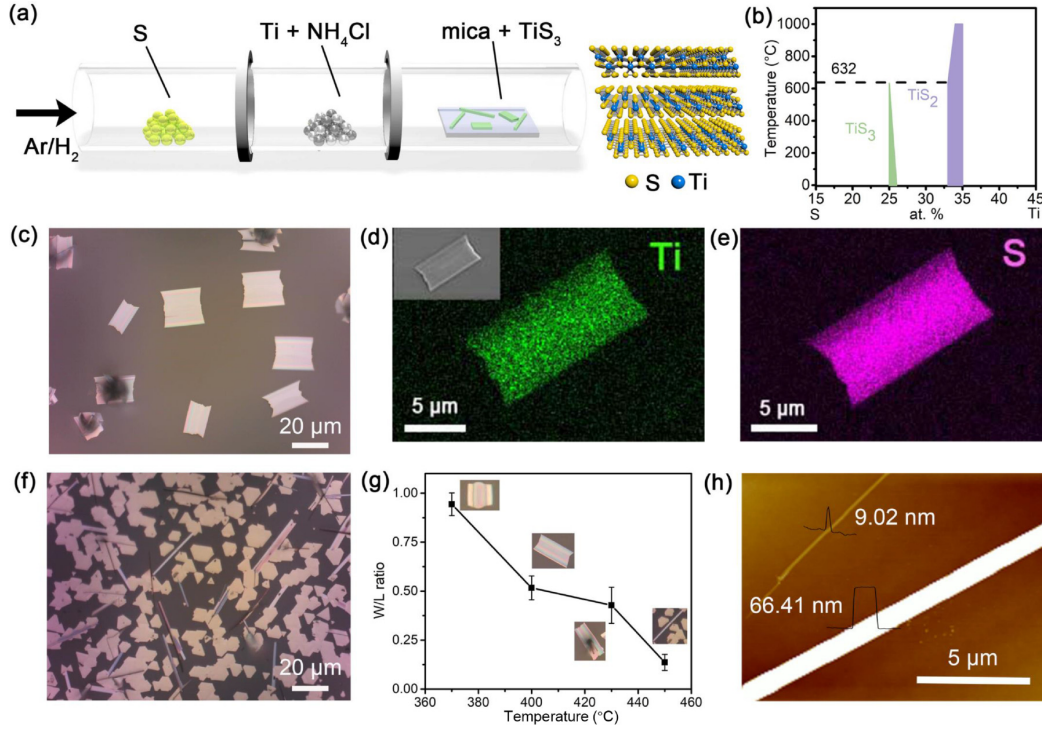 (a)
S
Ti + NH4Cl
mica + TiS3
Ar/H2
S Ti
(b)
Temperature (°C)
1000
800
600
400
200
0
632
TiS2
TiS3
15 20 25 30 35 40 45
S at. % Ti
(c)
20 µm
(d)
Ti
5 µm
(e)
S
5 µm
(f)
20 µm
(g)
W/L ratio
1.00
0.75
0.50
0.25
0.00
360 380 400 420 440 460
Temperature (°C)
(h)
9.02 nm
66.41 nm
5 µm